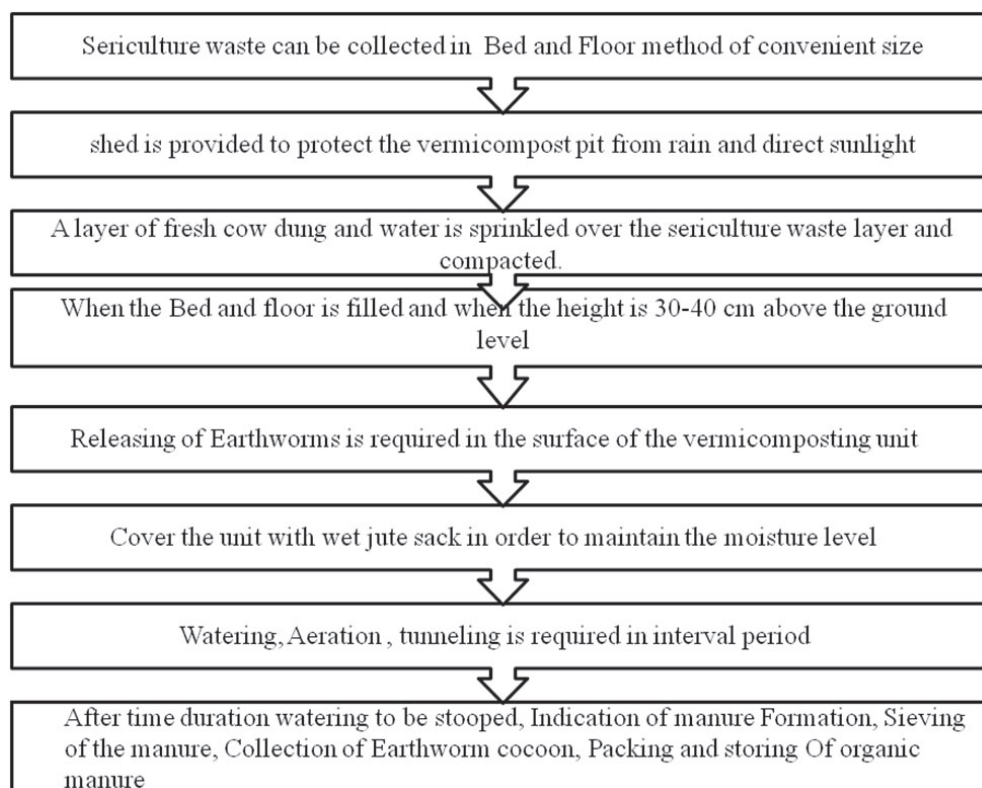 Sericulture waste can be collected in Bed and Floor method of convenient size
shed is provided to protect the vermicompost pit from rain and direct sunlight
A layer of fresh cow dung and water is sprinkled over the sericulture waste layer and
compacted.
When the Bed and floor is filled and when the height is 30-40 cm above the ground
level
Releasing of Earthworms is required in the surface of the vermicomposting unit
Cover the unit with wet jute sack in order to maintain the moisture level
Watering, Aeration , tunneling is required in interval period
After time duration watering to be stooped, Indication of manure Formation, Sieving
of the manure, Collection of Earthworm cocoon, Packing and storing Of organic
manure